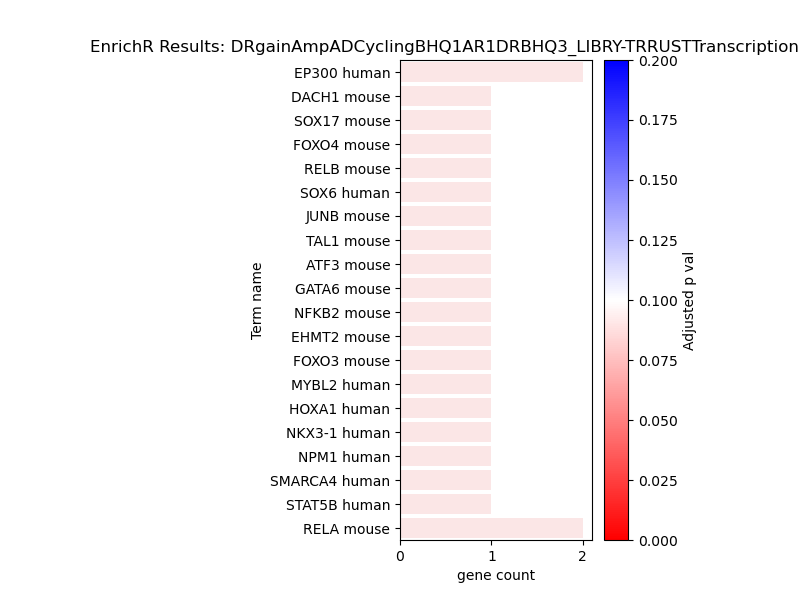 EnrichR Results: DRgainAmpADCyclingBHQ1AR1DRBHQ3_LIBRY-TRRUSTTranscription
EP300 human
DACH1 mouse
SOX17 mouse
FOXO4 mouse
RELB mouse
SOX6 human
JUNB mouse
TAL1 mouse
ATF3 mouse
GATA6 mouse
NFKB2 mouse
EHMT2 mouse
FOXO3 mouse
MYBL2 human
HOXA1 human
NKX3-1 human
NPM1 human
SMARCA4 human
STAT5B human
RELA mouse
Term name
0 1 2
gene count
0.200
0.175
0.150
0.125
0.100
0.075
0.050
0.025
0.000
Adjusted p val